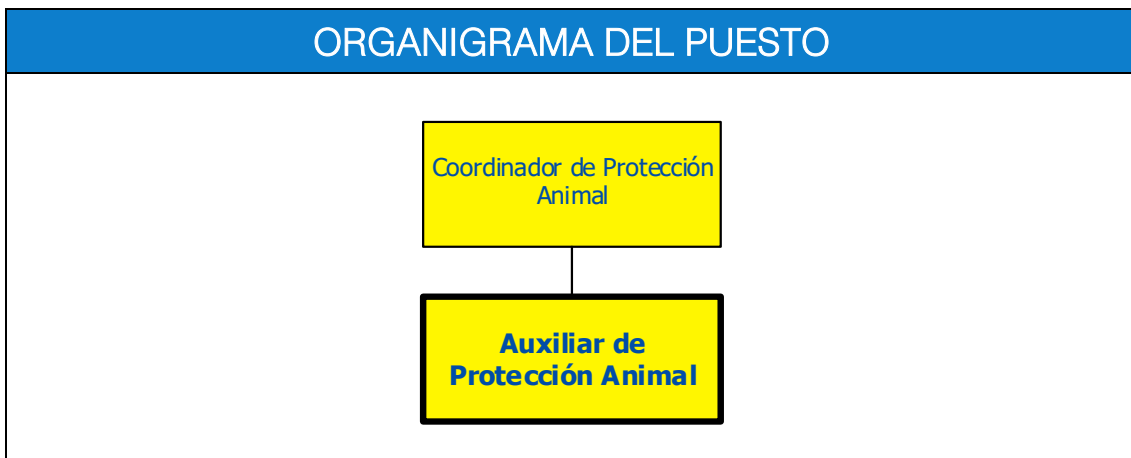 ORGANIGRAMA DEL PUESTO
Coordinador de Protección
Animal
Auxiliar de
Protección Animal